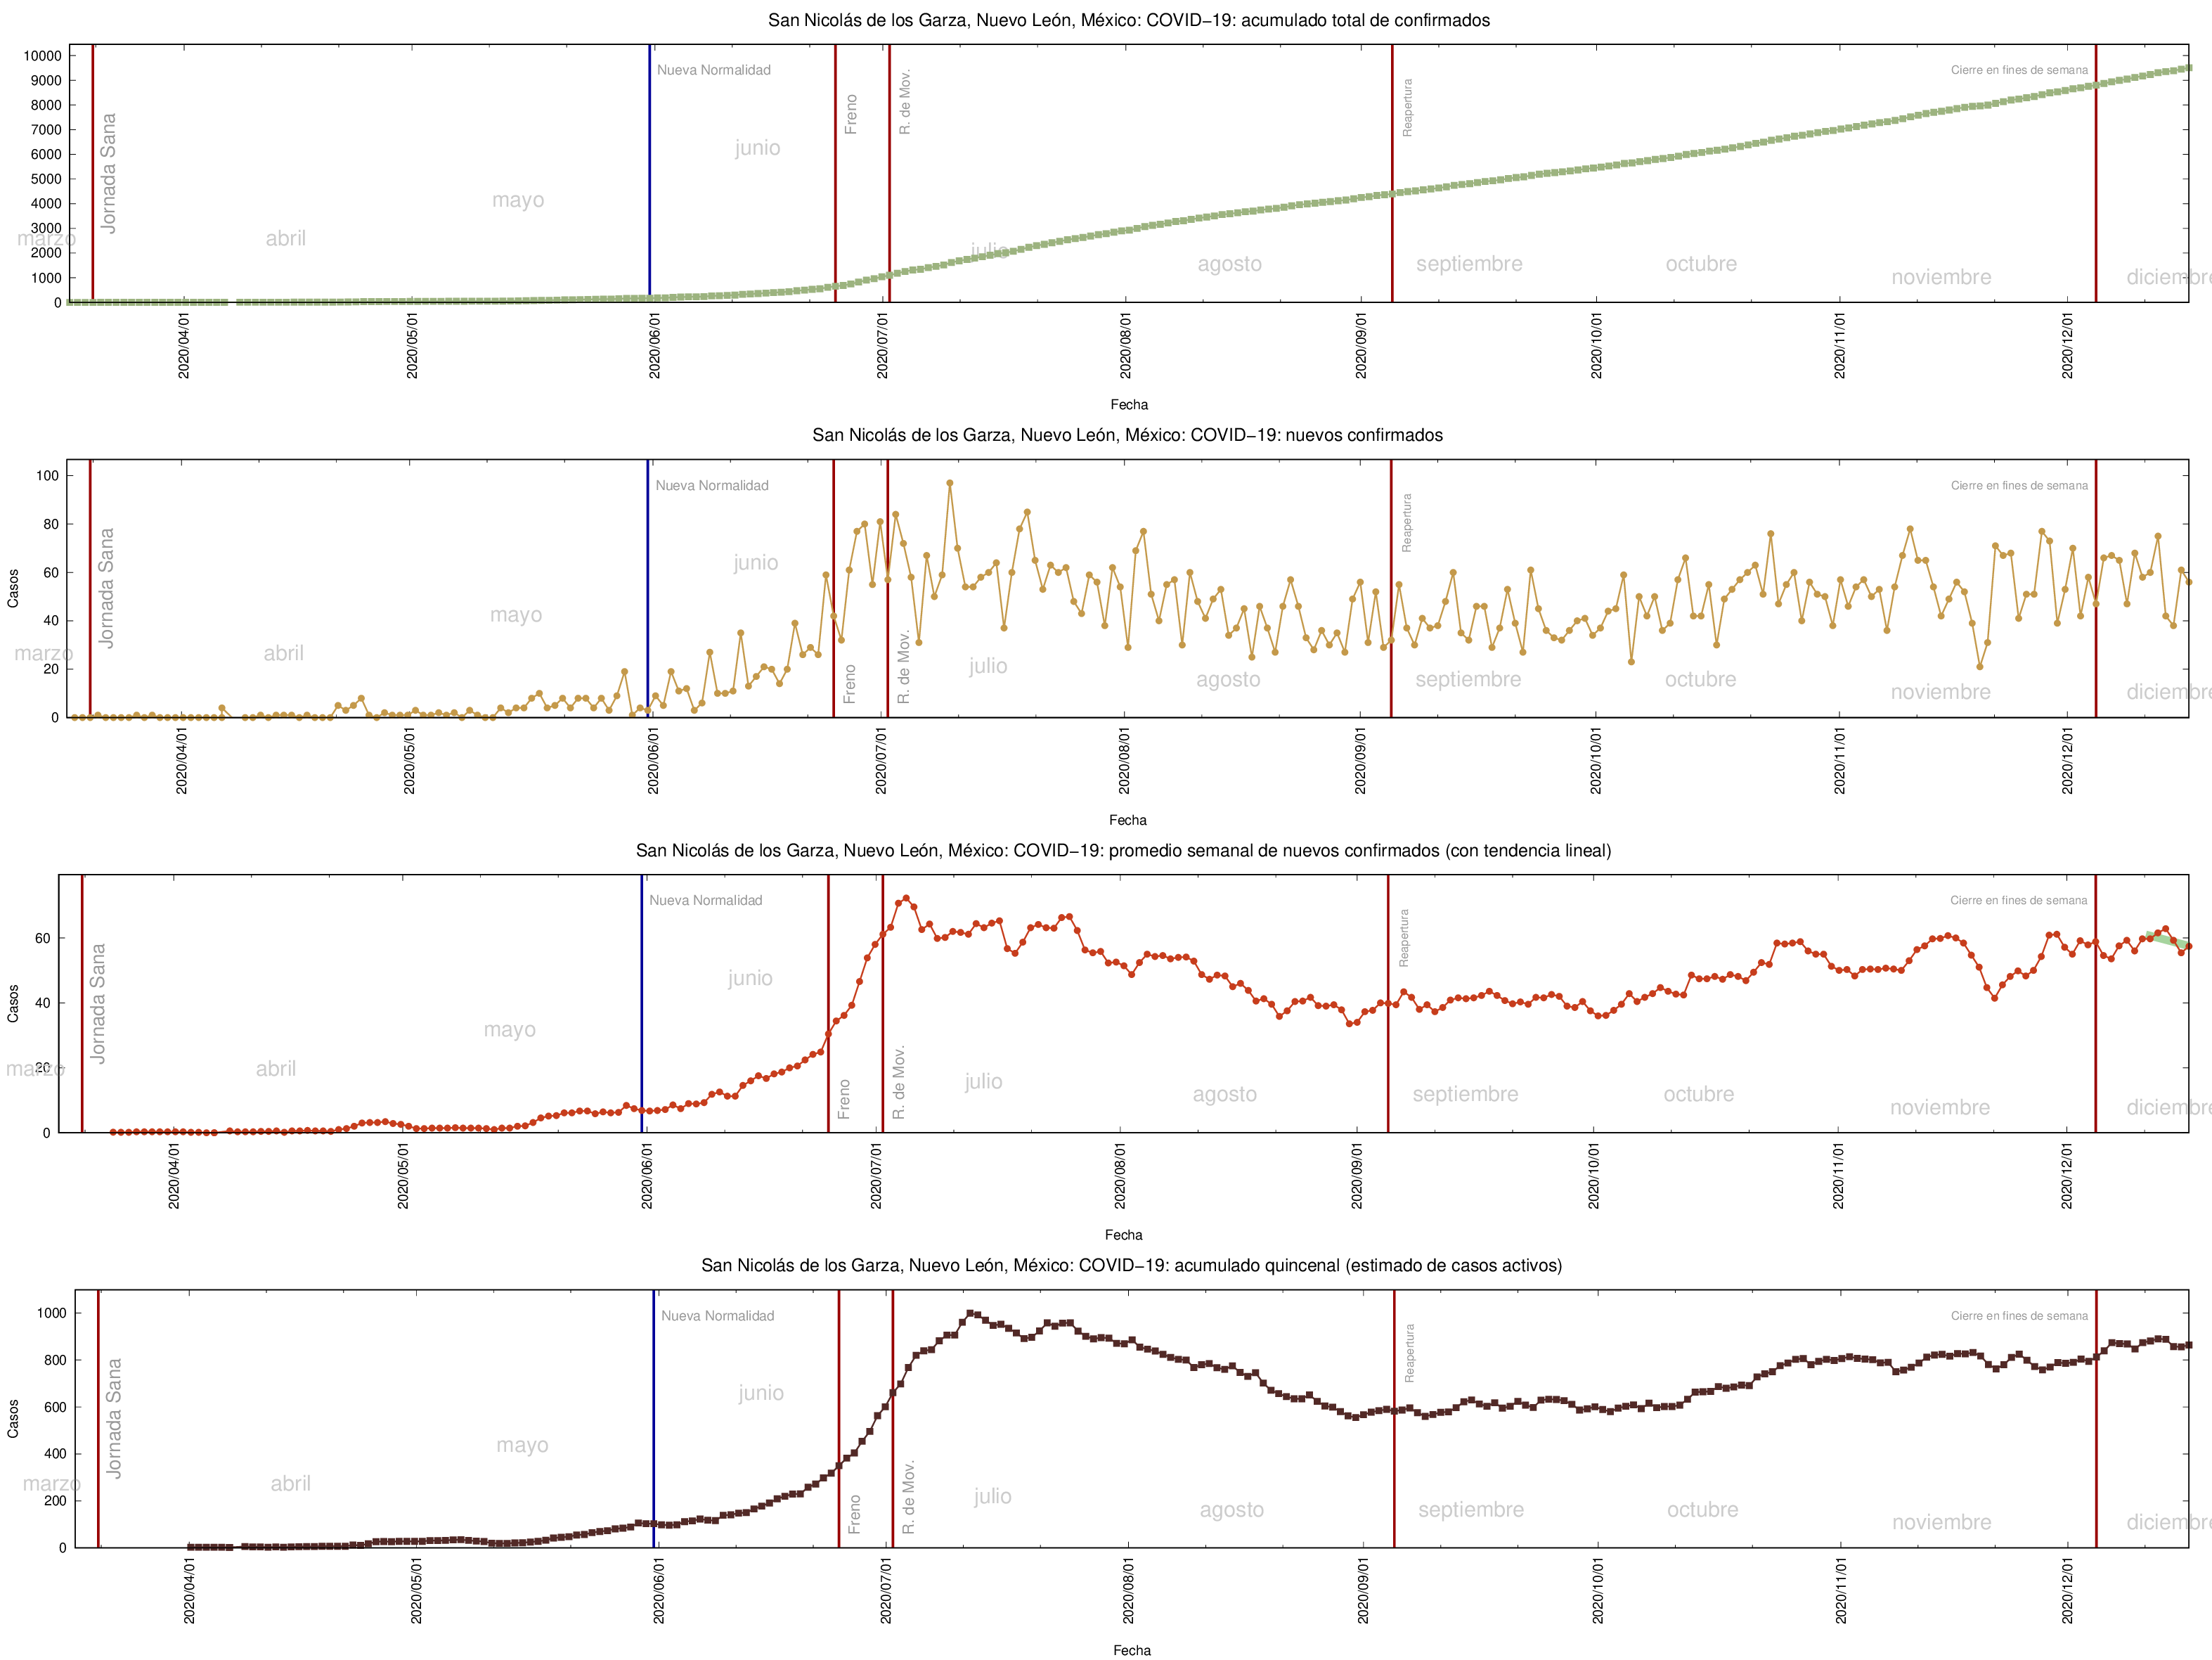 San Nicolás de los Garza, Nuevo León, México: COVID−19: acumulado total de confirmados
10000
9000
8000
7000
6000
5000
4000
3000
2000
1000
0
Jornada Sana
Nueva Normalidad
Freno
R. de Mov.
Reapertura
Cierre en fines de semana
marzo
abril
mayo
junio
julio
agosto
septiembre
octubre
noviembre
diciembre
2020/04/01
2020/05/01
2020/06/01
2020/07/01
2020/08/01
2020/09/01
2020/10/01
2020/11/01
2020/12/01
Fecha
San Nicolás de los Garza, Nuevo León, México: COVID−19: nuevos confirmados
Casos
100
80
60
40
20
0
Jornada Sana
Nueva Normalidad
Freno
R. de Mov.
Reapertura
Cierre en fines de semana
marzo
abril
mayo
junio
julio
agosto
septiembre
octubre
noviembre
diciembre
2020/04/01
2020/05/01
2020/06/01
2020/07/01
2020/08/01
2020/09/01
2020/10/01
2020/11/01
2020/12/01
Fecha
San Nicolás de los Garza, Nuevo León, México: COVID−19: promedio semanal de nuevos confirmados (con tendencia lineal)
Casos
60
40
20
0
Jornada Sana
Nueva Normalidad
Freno
R. de Mov.
Reapertura
Cierre en fines de semana
marzo
abril
mayo
junio
julio
agosto
septiembre
octubre
noviembre
diciembre
2020/04/01
2020/05/01
2020/06/01
2020/07/01
2020/08/01
2020/09/01
2020/10/01
2020/11/01
2020/12/01
Fecha
San Nicolás de los Garza, Nuevo León, México: COVID−19: acumulado quincenal (estimado de casos activos)
Casos
1000
800
600
400
200
0
Jornada Sana
Nueva Normalidad
Freno
R. de Mov.
Reapertura
Cierre en fines de semana
marzo
abril
mayo
junio
julio
agosto
septiembre
octubre
noviembre
diciembre
2020/04/01
2020/05/01
2020/06/01
2020/07/01
2020/08/01
2020/09/01
2020/10/01
2020/11/01
2020/12/01
Fecha